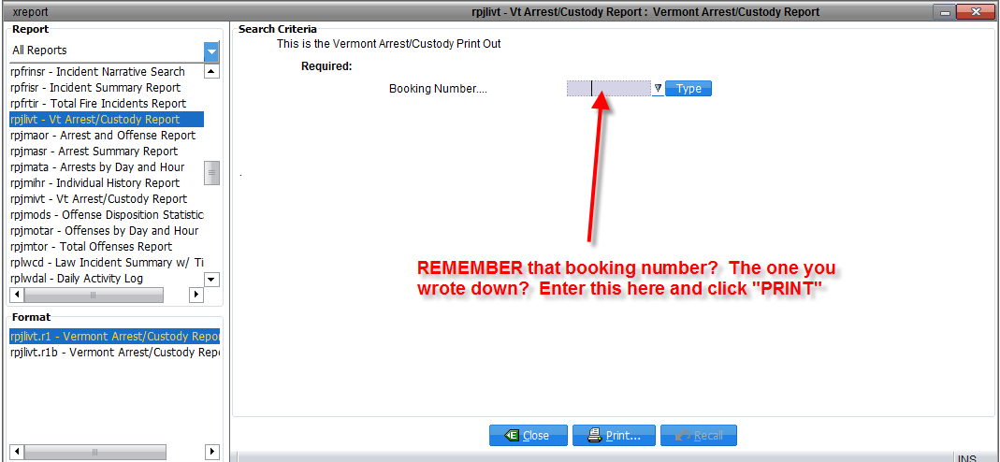 xreport
rpjlivt - Vt Arrest/Custody Report : Vermont Arrest/Custody Report
Report
All Reports
rpfrinsr - Incident Narrative Search
rpfrisr - Incident Summary Report
rpfrtir - Total Fire Incidents Report
rpjlivt - Vt Arrest/Custody Report
rpjmaor - Arrest and Offense Report
rpjmasr - Arrest Summary Report
rpjmata - Arrests by Day and Hour
rpjmihr - Individual History Report
rpjmivt - Vt Arrest/Custody Report
rpjmods - Offense Disposition Statistic
rpjmotar - Offenses by Day and Hour
rpjmtor - Total Offenses Report
rplwcd - Law Incident Summary w/ Ti
rplwdal - Daily Activity Log
Format
rpjlivt.r1 - Vermont Arrest/Custody Repor
rpjlivt.r1b - Vermont Arrest/Custody Rep
Search Criteria
This is the Vermont Arrest/Custody Print Out
Required:
Booking Number.... Type
REMEMBER that booking number? The one you
wrote down? Enter this here and click "PRINT"
Close Print... Recall
INS